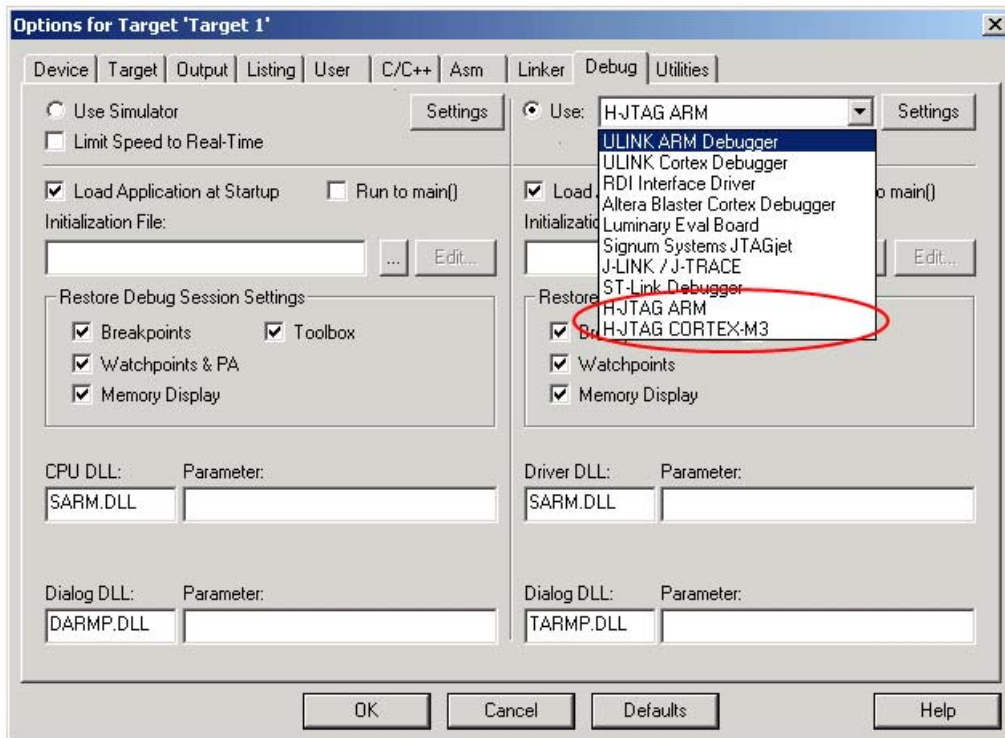 Options for Target 'Target 1'
Device Target Output Listing User C/C++ Asm Linker Debug Utilities
Use Simulator Settings
Limit Speed to Real-Time
Load Application at Startup Run to main()
Initialization File:
... Edit...
Restore Debug Session Settings
Breakpoints Toolbox
Watchpoints & PA
Memory Display
CPU DLL: Parameter:
SARM.DLL
Dialog DLL: Parameter:
DARMP.DLL
Use: H-JTAG ARM Settings
ULINK ARM Debugger
ULINK Cortex Debugger
RDI Interface Driver
Altera Blaster Cortex Debugger
Luminary Eval Board
Signum Systems JTAGjet
J-LINK / J-TRACE
ST-Link Debugger
H-JTAG ARM
H-JTAG CORTEX-M3
Load o main()
Edit...
Watchpoints
Memory Display
Driver DLL: Parameter:
SARM.DLL
Dialog DLL: Parameter:
TARMP.DLL
OK Cancel Defaults Help